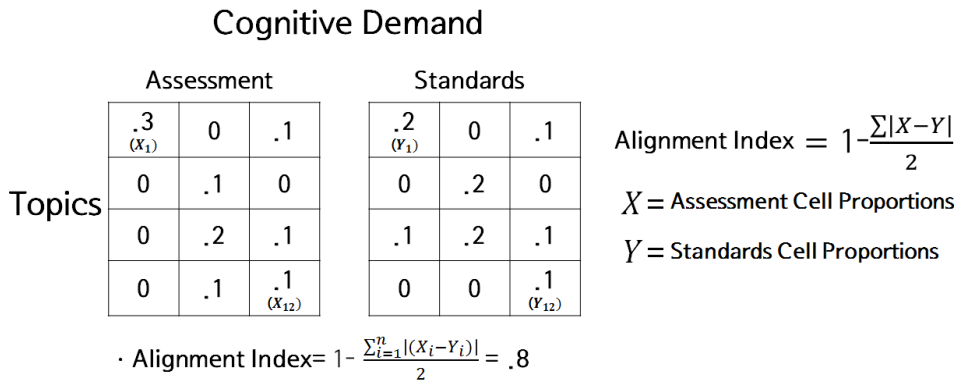 Cognitive Demand
Assessment
Standards
.3 0 .1
(X₁)
0 .1 0
0 .2 .1
0 .1 .1
(X₁₂)
.2 0 .1
(Y₁)
0 .2 0
.1 .2 .1
0 0 .1
(Y₁₂)
Topics
Alignment Index = 1-∑|X−Y|/2
X = Assessment Cell Proportions
Y = Standards Cell Proportions
· Alignment Index= 1- ∑ⁿᵢ₌₁|(Xᵢ−Yᵢ)|/2 = .8